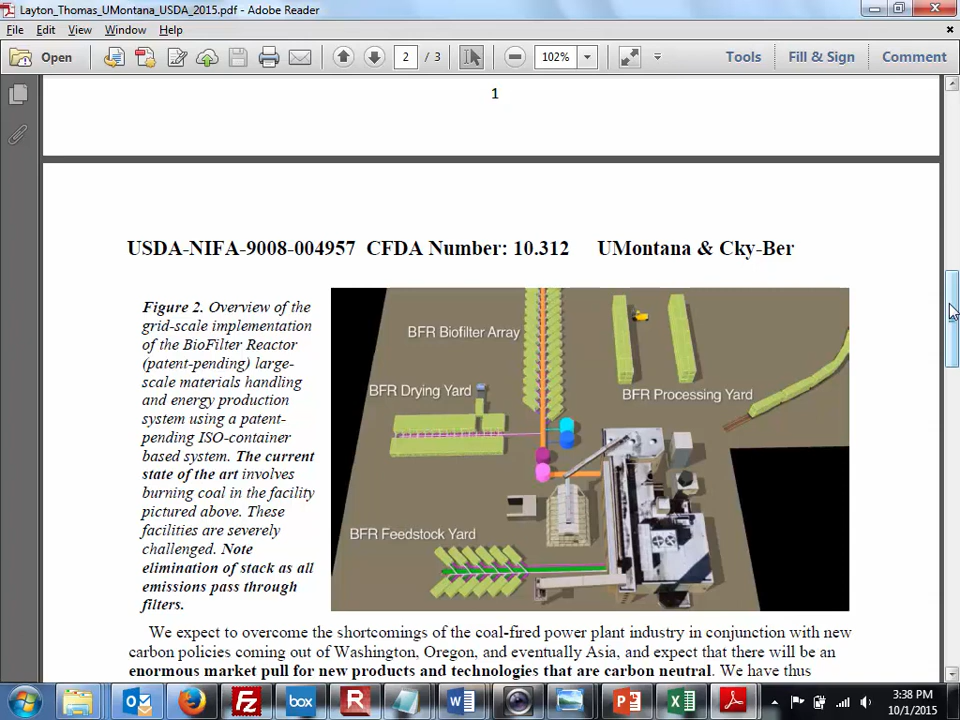 Layton_Thomas_UMontana_USDA_2015.pdf - Adobe Reader
File Edit View Window Help
Open 2 / 3 102% Tools Fill & Sign Comment
1
USDA-NIFA-9008-004957 CFDA Number: 10.312 UMontana & Cky-Ber
Figure 2. Overview of the
grid-scale implementation
of the BioFilter Reactor
(patent-pending) large-
scale materials handling
and energy production
system using a patent-
pending ISO-container
based system. The current
state of the art involves
burning coal in the facility
pictured above. These
facilities are severely
challenged. Note
elimination of stack as all
emissions pass through
filters.
BFR Biofilter Array
BFR Drying Yard
BFR Processing Yard
BFR Feedstock Yard
We expect to overcome the shortcomings of the coal-fired power plant industry in conjunction with new
carbon policies coming out of Washington, Oregon, and eventually Asia, and expect that there will be an
enormous market pull for new products and technologies that are carbon neutral. We have thus
box
3:38 PM
10/1/2015